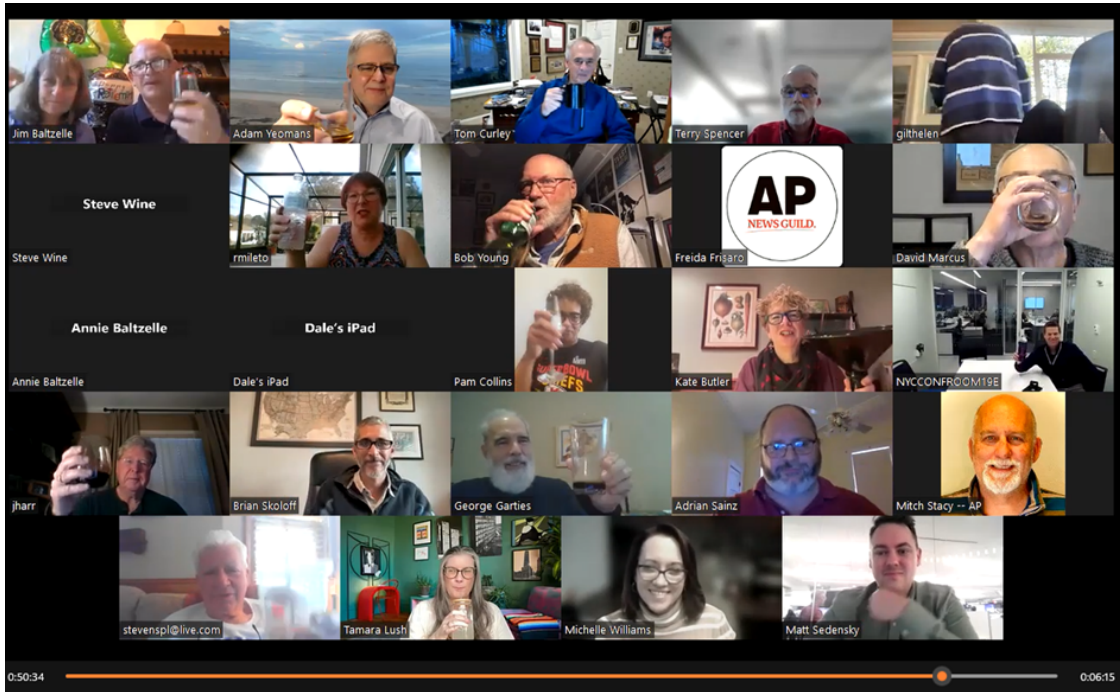 Jim Baltzelle
Adam Yeomans
Tom Curley
Terry Spencer
gilthelen
Steve Wine
Steve Wine
rmileto
Bob Young
AP
NEWS GUILD.
Freida Frisaro
David Marcus
Annie Baltzelle
Annie Baltzelle
Dale's iPad
Dale's iPad
Pam Collins
Kate Butler
NYCCONFROOM19E
jharr
Brian Skoloff
George Garties
Adrian Sainz
Mitch Stacy -- AP
stevenspl@live.com
Tamara Lush
Michelle Williams
Matt Sedensky
0:50:34
0:06:15